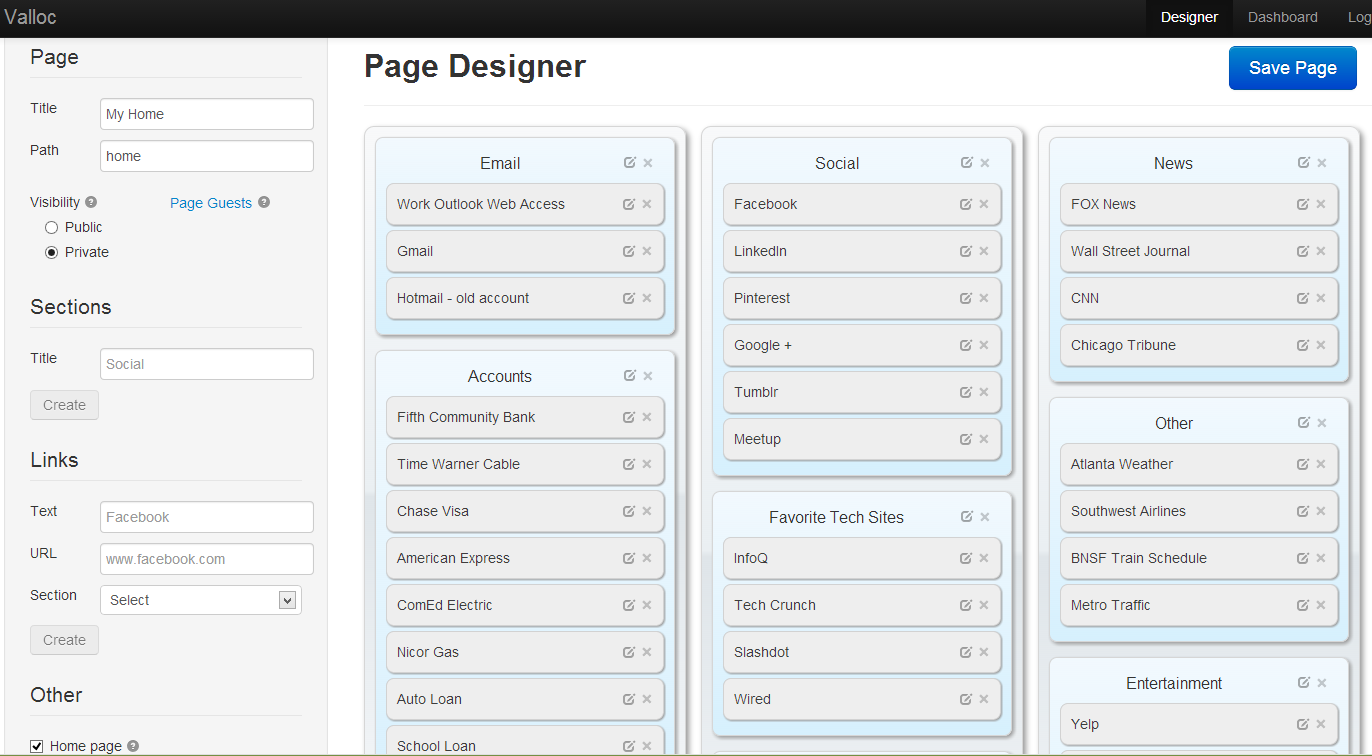 Valloc
Designer
Dashboard
Log
Page
Title
My Home
Path
home
Visibility
Page Guests
Public
Private
Sections
Title
Social
Create
Links
Text
Facebook
URL
www.facebook.com
Section
Select
Create
Other
Home page
Page Designer
Save Page
Email
Work Outlook Web Access
Gmail
Hotmail - old account
Accounts
Fifth Community Bank
Time Warner Cable
Chase Visa
American Express
ComEd Electric
Nicor Gas
Auto Loan
School Loan
Social
Facebook
LinkedIn
Pinterest
Google +
Tumblr
Meetup
Favorite Tech Sites
InfoQ
Tech Crunch
Slashdot
Wired
News
FOX News
Wall Street Journal
CNN
Chicago Tribune
Other
Atlanta Weather
Southwest Airlines
BNSF Train Schedule
Metro Traffic
Entertainment
Yelp